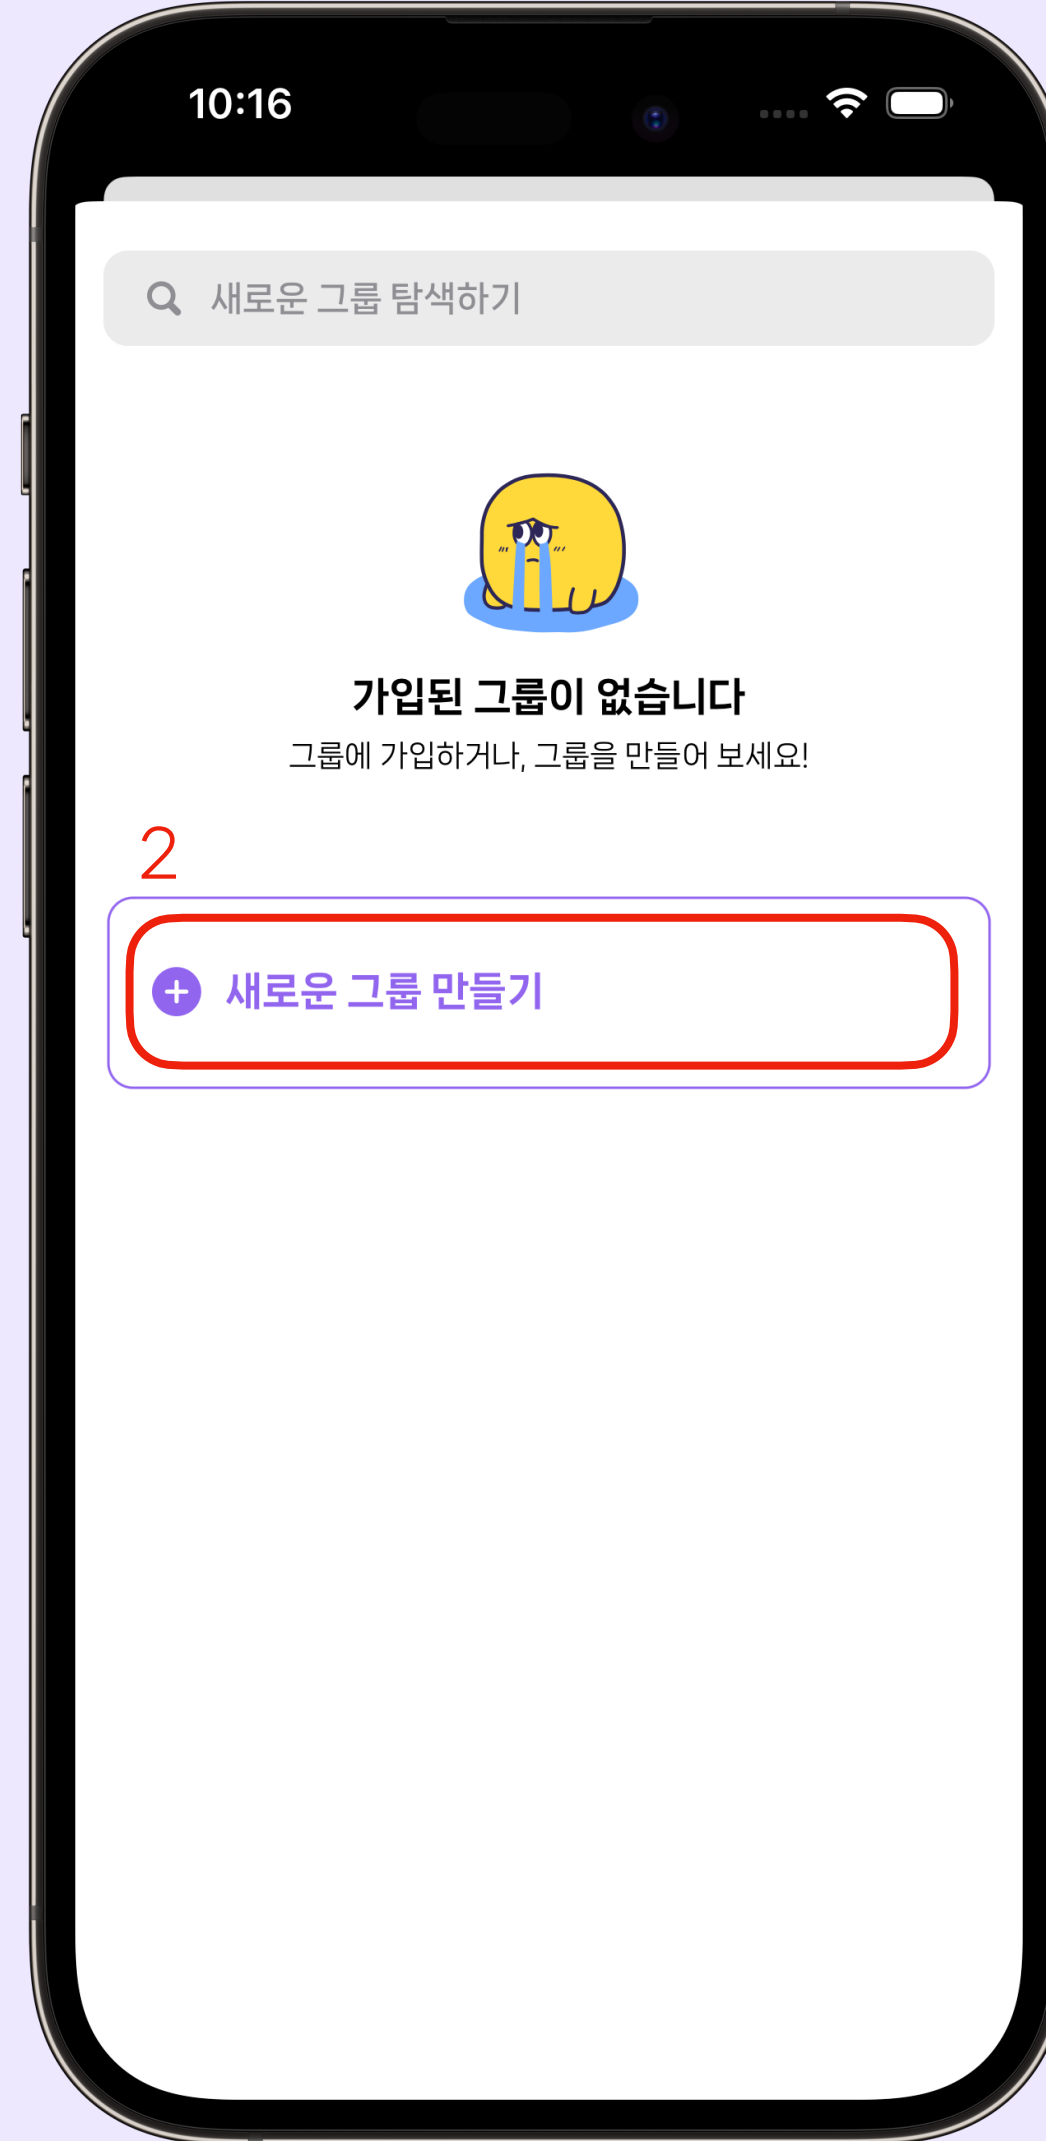 10:16
새로운 그룹 탐색하기
가입된 그룹이 없습니다
그룹에 가입하거나, 그룹을 만들어 보세요!
2
새로운 그룹 만들기